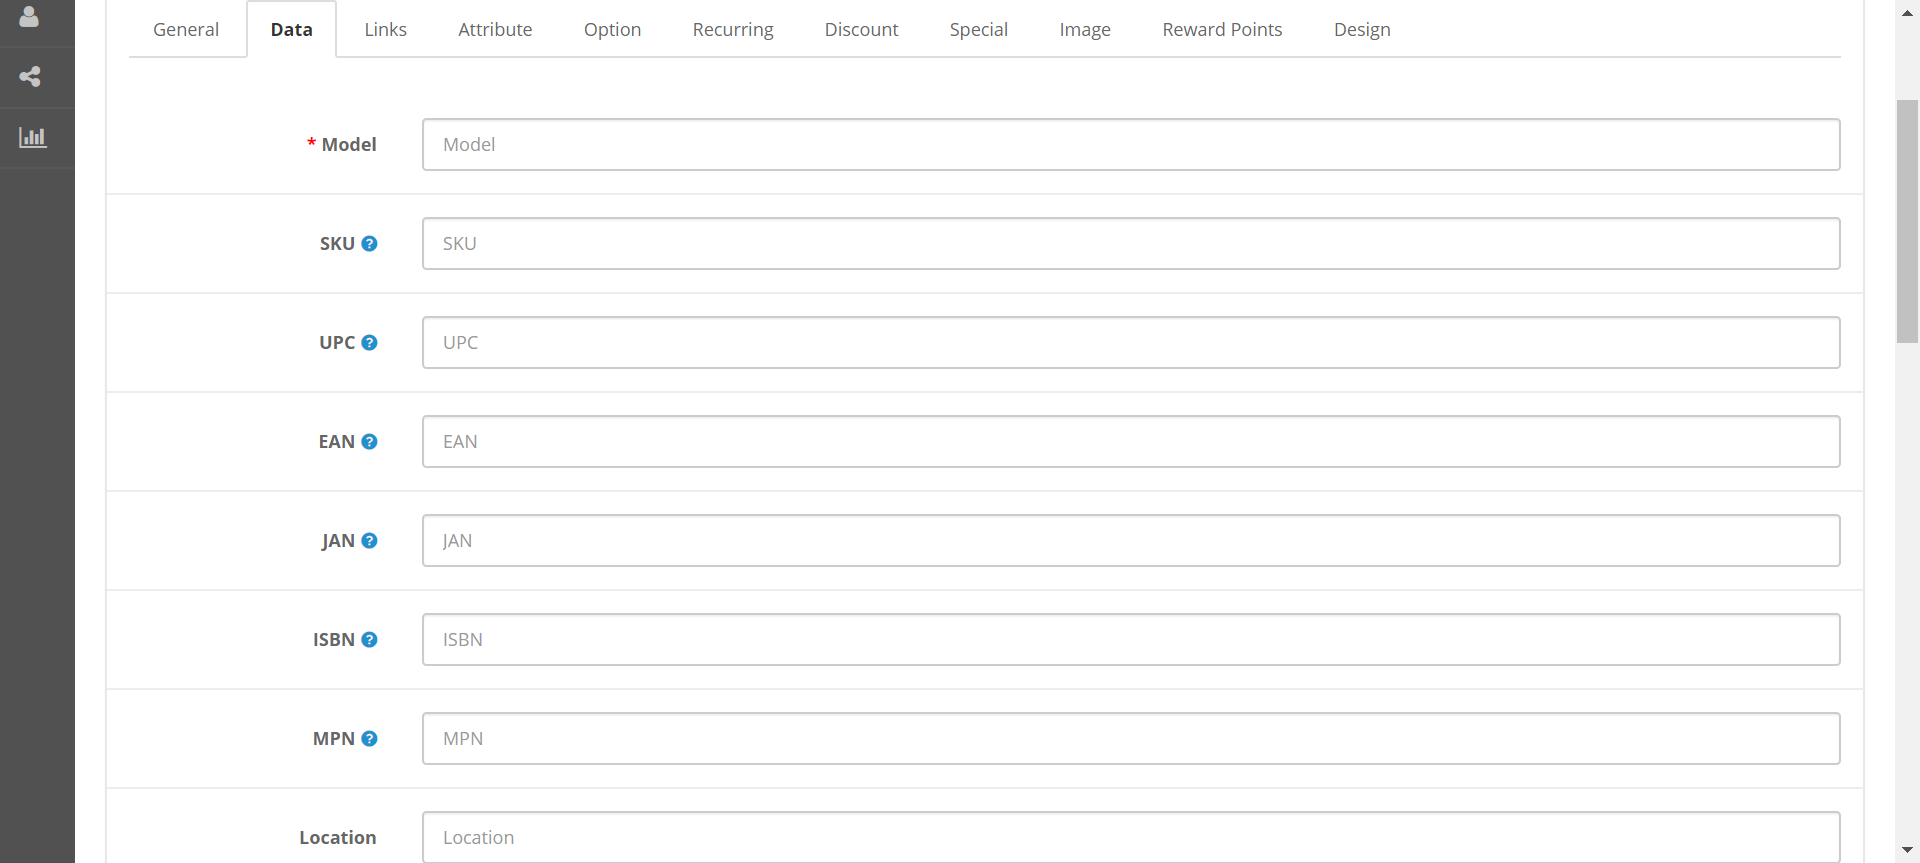 General Data Links Attribute Option Recurring Discount Special Image Reward Points Design
* Model Model
SKU SKU
UPC UPC
EAN EAN
JAN JAN
ISBN ISBN
MPN MPN
Location Location